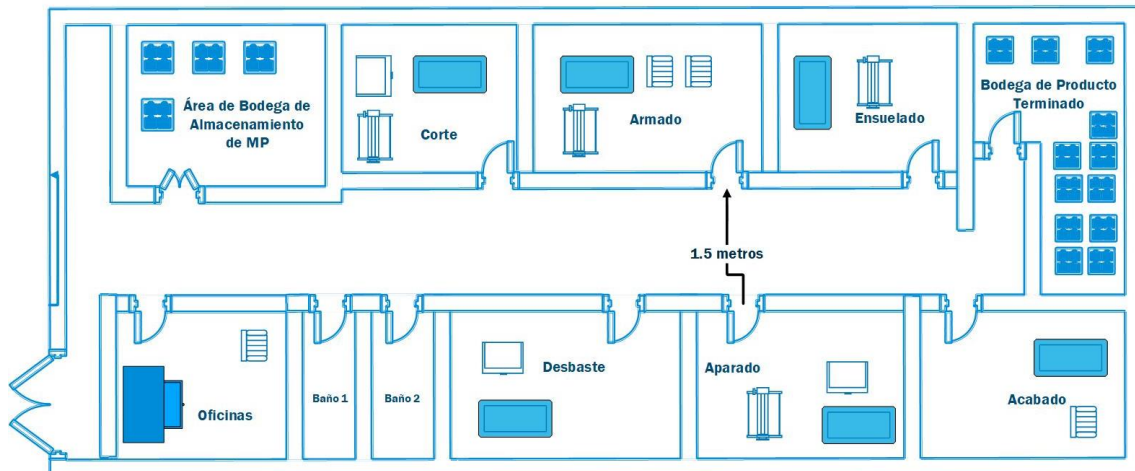 Área de Bodega de
Almacenamiento
de MP
Corte
Armado
Ensuelado
Bodega de Producto
Terminado
1.5 metros
Oficinas
Baño 1
Baño 2
Desbaste
Aparado
Acabado